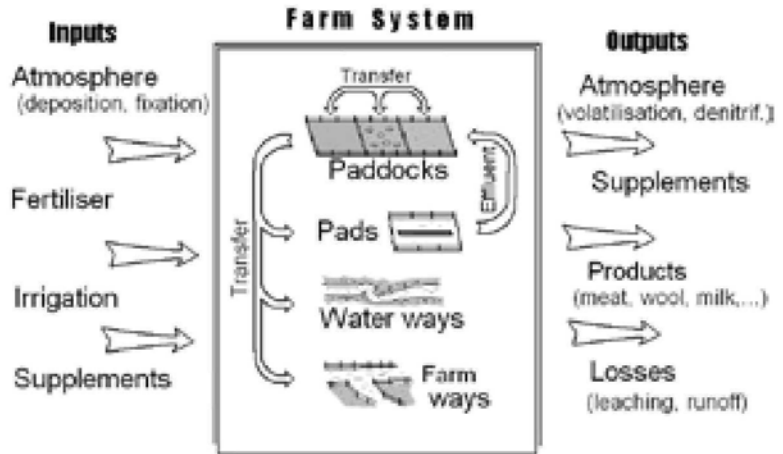 Farm System
Inputs
Atmosphere
(deposition, fixation)
Fertiliser
Irrigation
Supplements
Transfer
Paddocks
Effluent
Transfer
Pads
Water ways
Farm
ways
Outputs
Atmosphere
(volatilisation, denitrif.)
Supplements
Products
(meat, wool, milk,...)
Losses
(leaching, runoff)